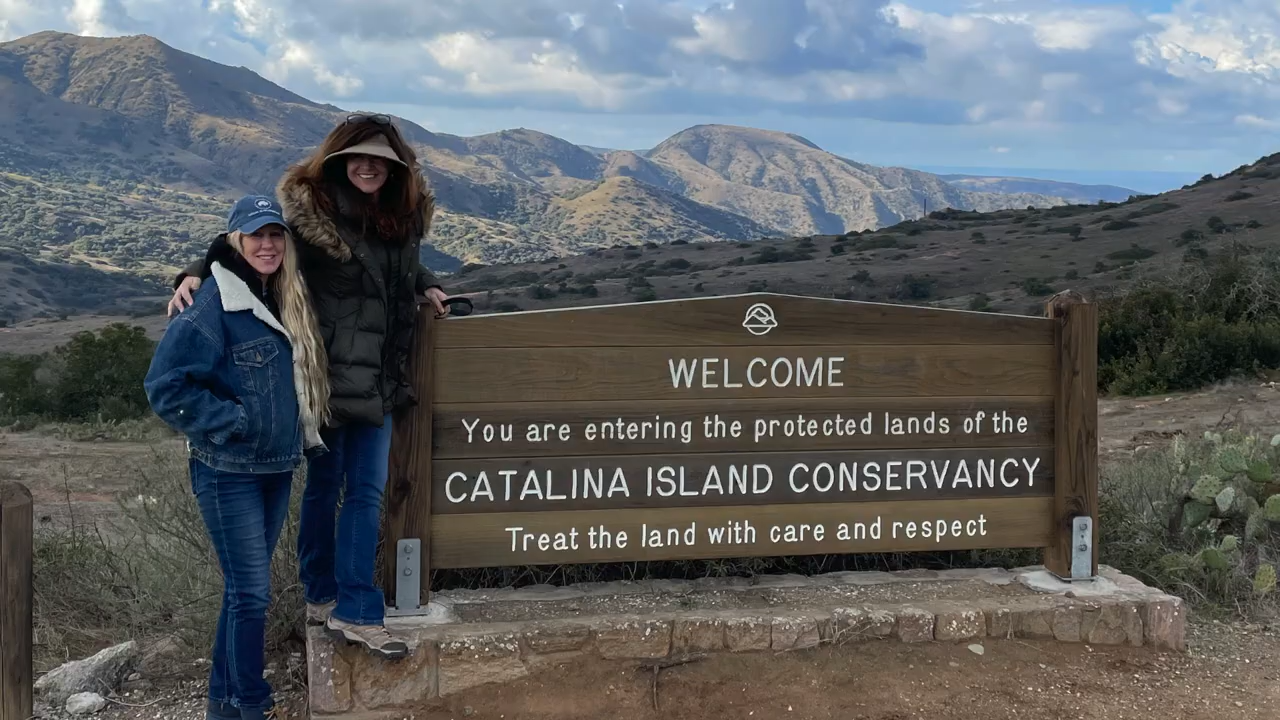 WELCOME
You are entering the protected lands of the
CATALINA ISLAND CONSERVANCY
Treat the land with care and respect